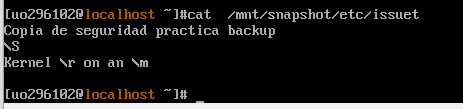 [uo296102@localhost ~]#cat  /mnt/snapshot/etc/issuet
Copia de seguridad practica backup
\S
Kernel \r on an \m

[uo296102@localhost ~]#